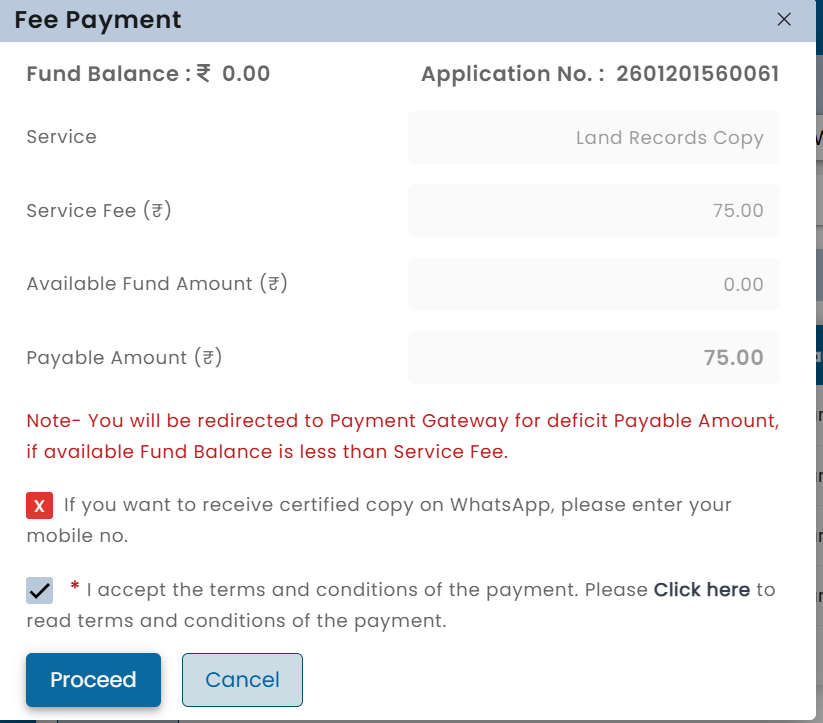 Fee Payment
Fund Balance : ₹ 0.00
Application No. : 2601201560061
Service
Land Records Copy
Service Fee (₹)
75.00
Available Fund Amount (₹)
0.00
Payable Amount (₹)
75.00
Note- You will be redirected to Payment Gateway for deficit Payable Amount,
if available Fund Balance is less than Service Fee.
X If you want to receive certified copy on WhatsApp, please enter your
mobile no.
* I accept the terms and conditions of the payment. Please Click here to
read terms and conditions of the payment.
Proceed
Cancel